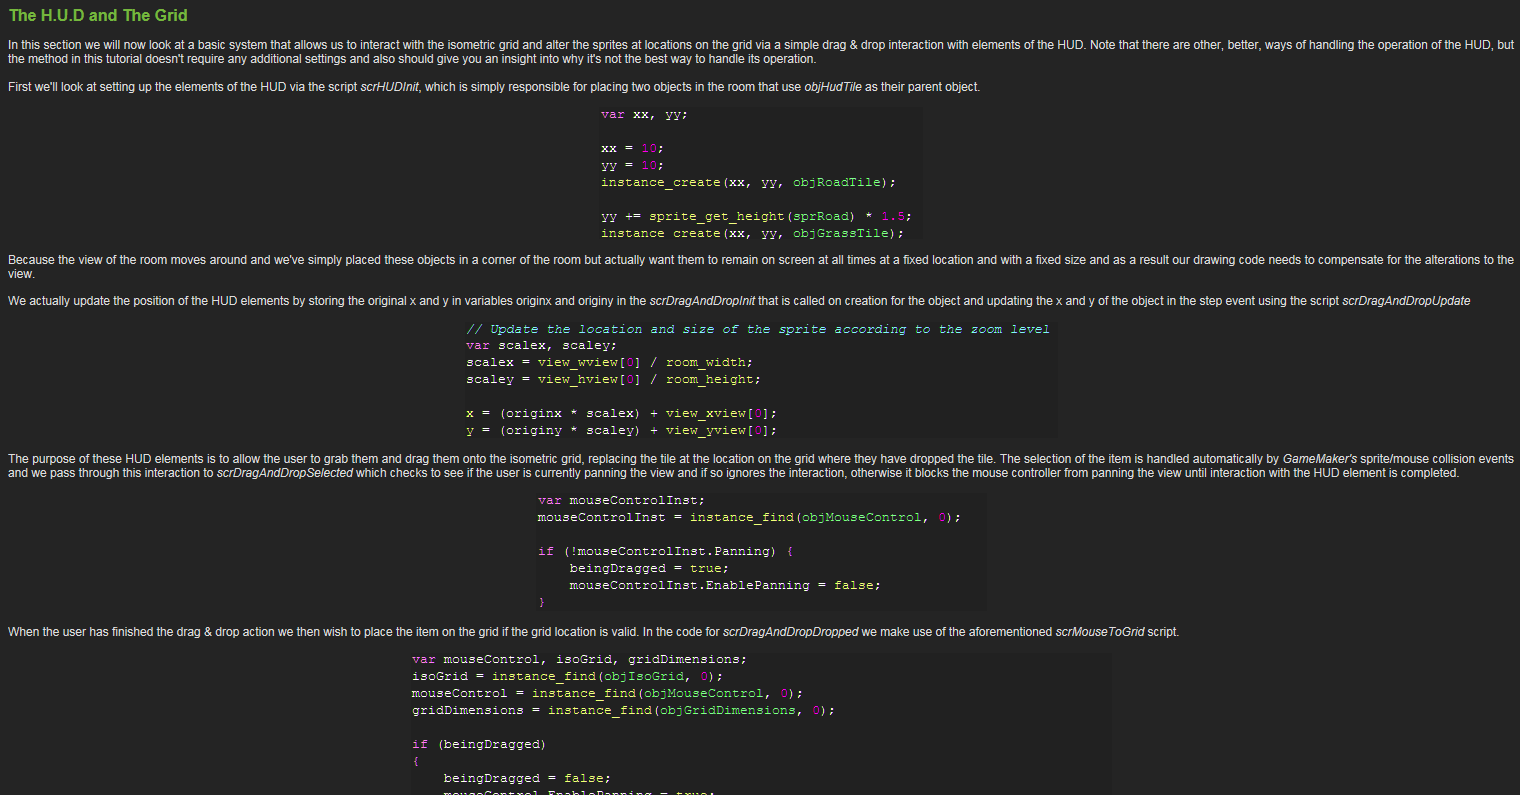 The H.U.D and The Grid
In this section we will now look at a basic system that allows us to interact with the isometric grid and alter the sprites at locations on the grid via a simple drag & drop interaction with elements of the HUD. Note that there are other, better, ways of handling the operation of the HUD, but
the method in this tutorial doesn't require any additional settings and also should give you an insight into why it's not the best way to handle its operation.
First we'll look at setting up the elements of the HUD via the script scrHUDInit, which is simply responsible for placing two objects in the room that use objHudTile as their parent object.
var xx, yy;
xx = 10;
yy = 10;
instance_create(xx, yy, objRoadTile);
yy += sprite_get_height(sprRoad) * 1.5;
instance create(xx, yy, objGrassTile);
Because the view of the room moves around and we've simply placed these objects in a corner of the room but actually want them to remain on screen at all times at a fixed location and with a fixed size and as a result our drawing code needs to compensate for the alterations to the
view.
We actually update the position of the HUD elements by storing the original x and y in variables originx and originy in the scrDragAndDropInit that is called on creation for the object and updating the x and y of the object in the step event using the script scrDragAndDropUpdate
// Update the location and size of the sprite according to the zoom level
var scalex, scaley;
scalex = view_wview[0] / room_width;
scaley = view_hview[0] / room_height;
x = (originx * scalex) + view_xview[0];
y = (originy * scaley) + view_yview[0];
The purpose of these HUD elements is to allow the user to grab them and drag them onto the isometric grid, replacing the tile at the location on the grid where they have dropped the tile. The selection of the item is handled automatically by GameMaker's sprite/mouse collision events
and we pass through this interaction to scrDragAndDropSelected which checks to see if the user is currently panning the view and if so ignores the interaction, otherwise it blocks the mouse controller from panning the view until interaction with the HUD element is completed.
var mouseControlInst;
mouseControlInst = instance_find(objMouseControl, 0);
if (!mouseControlInst.Panning) {
beingDragged = true;
mouseControlInst.EnablePanning = false;
}
When the user has finished the drag & drop action we then wish to place the item on the grid if the grid location is valid. In the code for scrDragAndDropDropped we make use of the aforementioned scrMouseToGrid script.
var mouseControl, isoGrid, gridDimensions;
isoGrid = instance_find(objIsoGrid, 0);
mouseControl = instance_find(objMouseControl, 0);
gridDimensions = instance_find(objGridDimensions, 0);
if (beingDragged)
{
beingDragged = false;
mouseControl.EnablePanning = true;